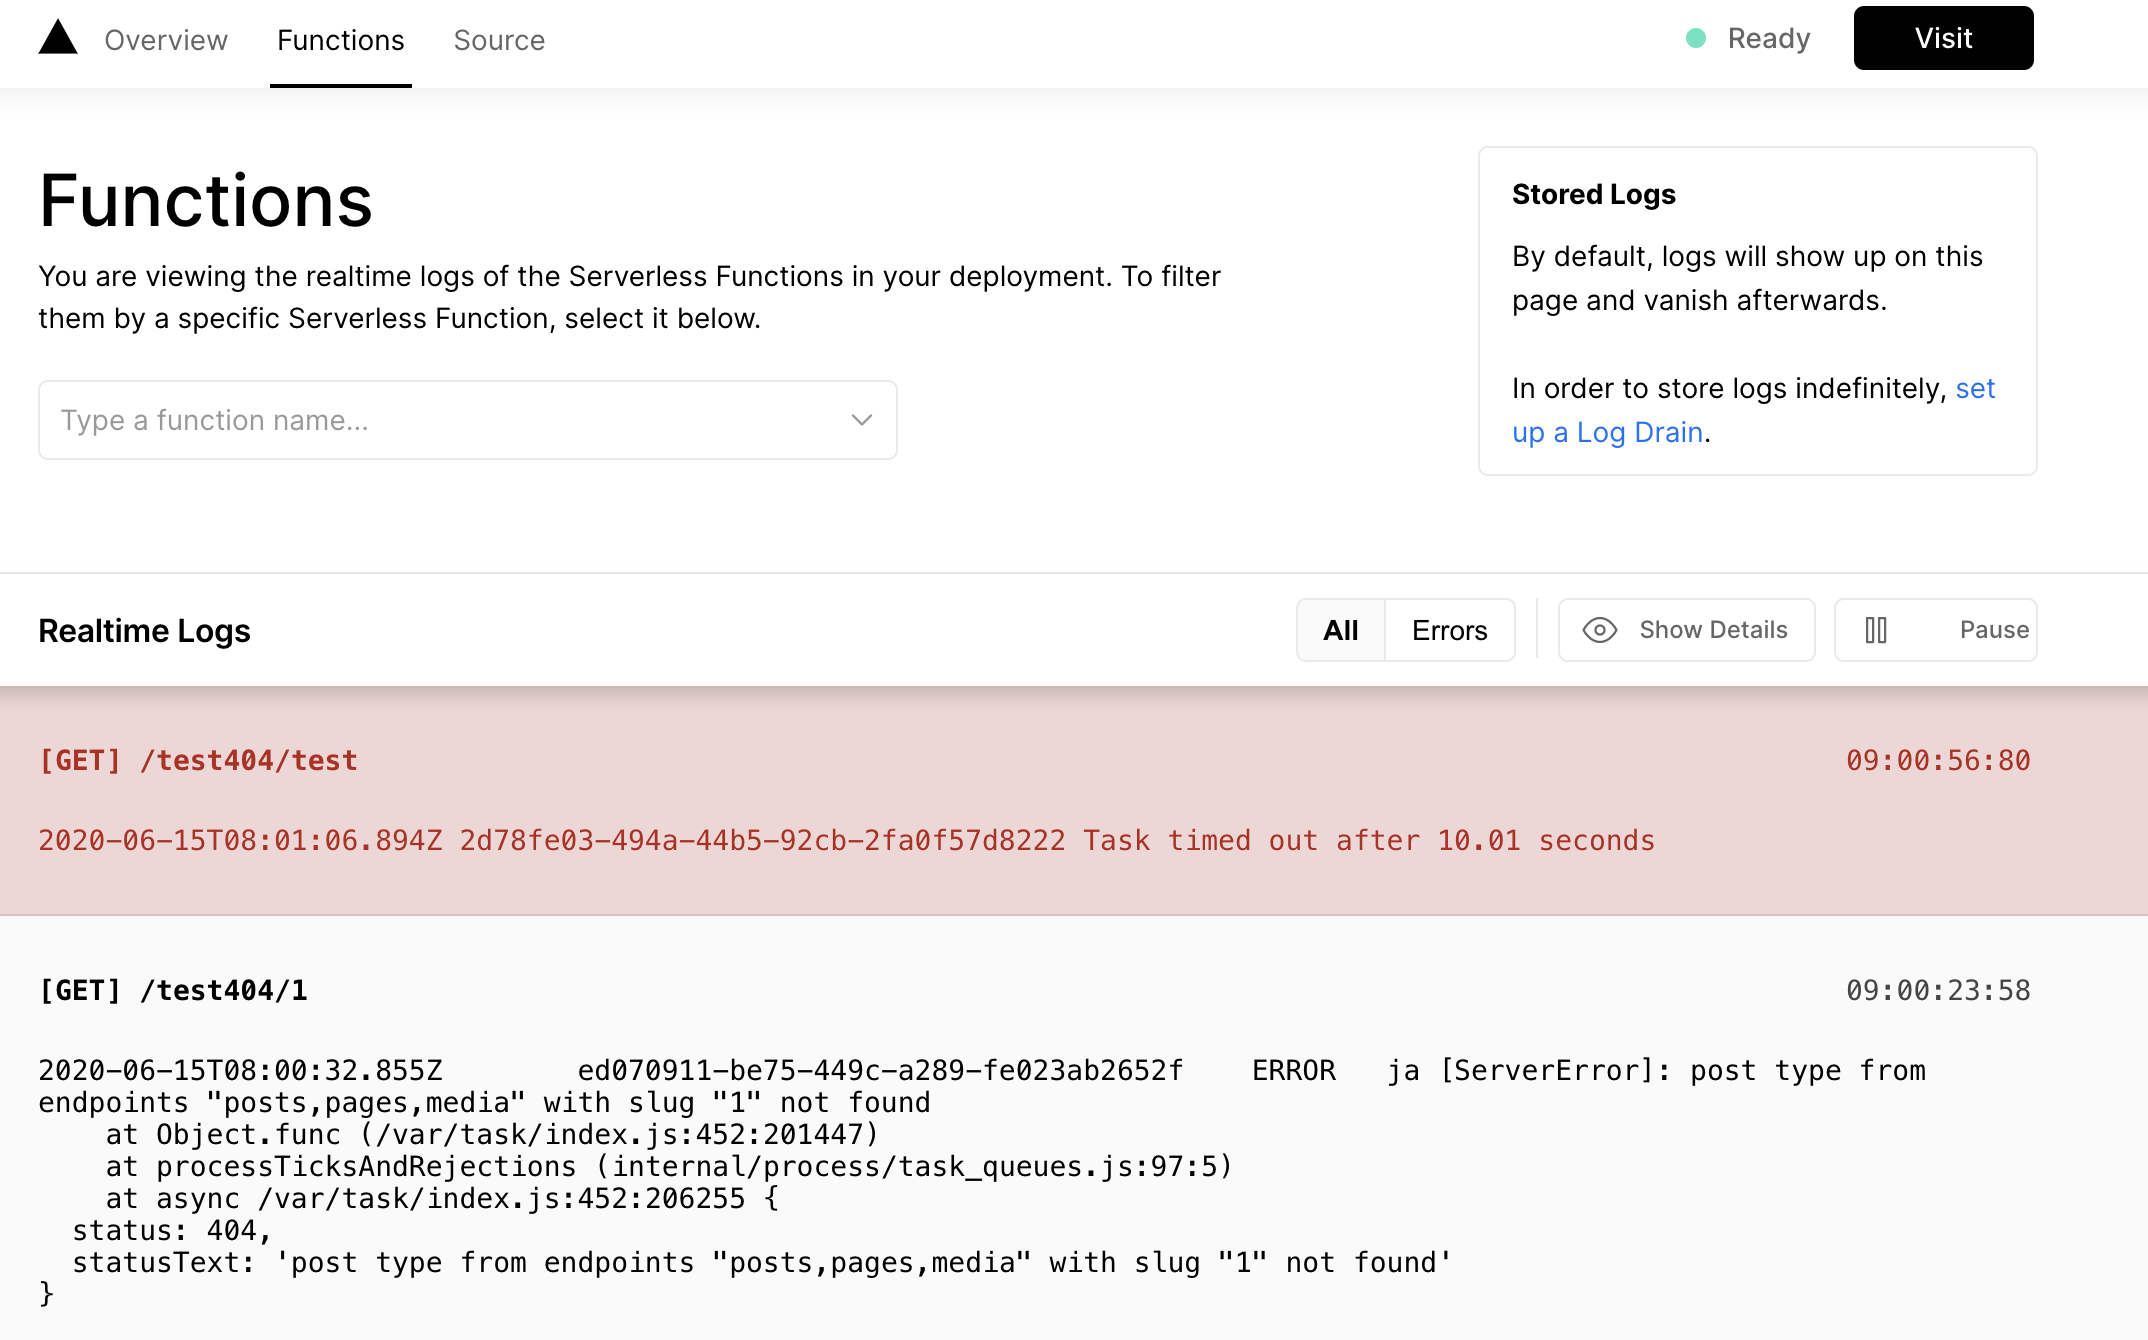 Overview Functions Source Ready Visit
Functions
You are viewing the realtime logs of the Serverless Functions in your deployment. To filter
them by a specific Serverless Function, select it below.
Type a function name...
Stored Logs
By default, logs will show up on this
page and vanish afterwards.
In order to store logs indefinitely, set
up a Log Drain.
Realtime Logs All Errors Show Details Pause
[GET] /test404/test 09:00:56:80
2020-06-15T08:01:06.894Z 2d78fe03-494a-44b5-92cb-2fa0f57d8222 Task timed out after 10.01 seconds
[GET] /test404/1 09:00:23:58
2020-06-15T08:00:32.855Z ed070911-be75-449c-a289-fe023ab2652f ERROR ja [ServerError]: post type from
endpoints "posts,pages,media" with slug "1" not found
at Object.func (/var/task/index.js:452:201447)
at processTicksAndRejections (internal/process/task_queues.js:97:5)
at async /var/task/index.js:452:206255 {
status: 404,
statusText: 'post type from endpoints "posts,pages,media" with slug "1" not found'
}